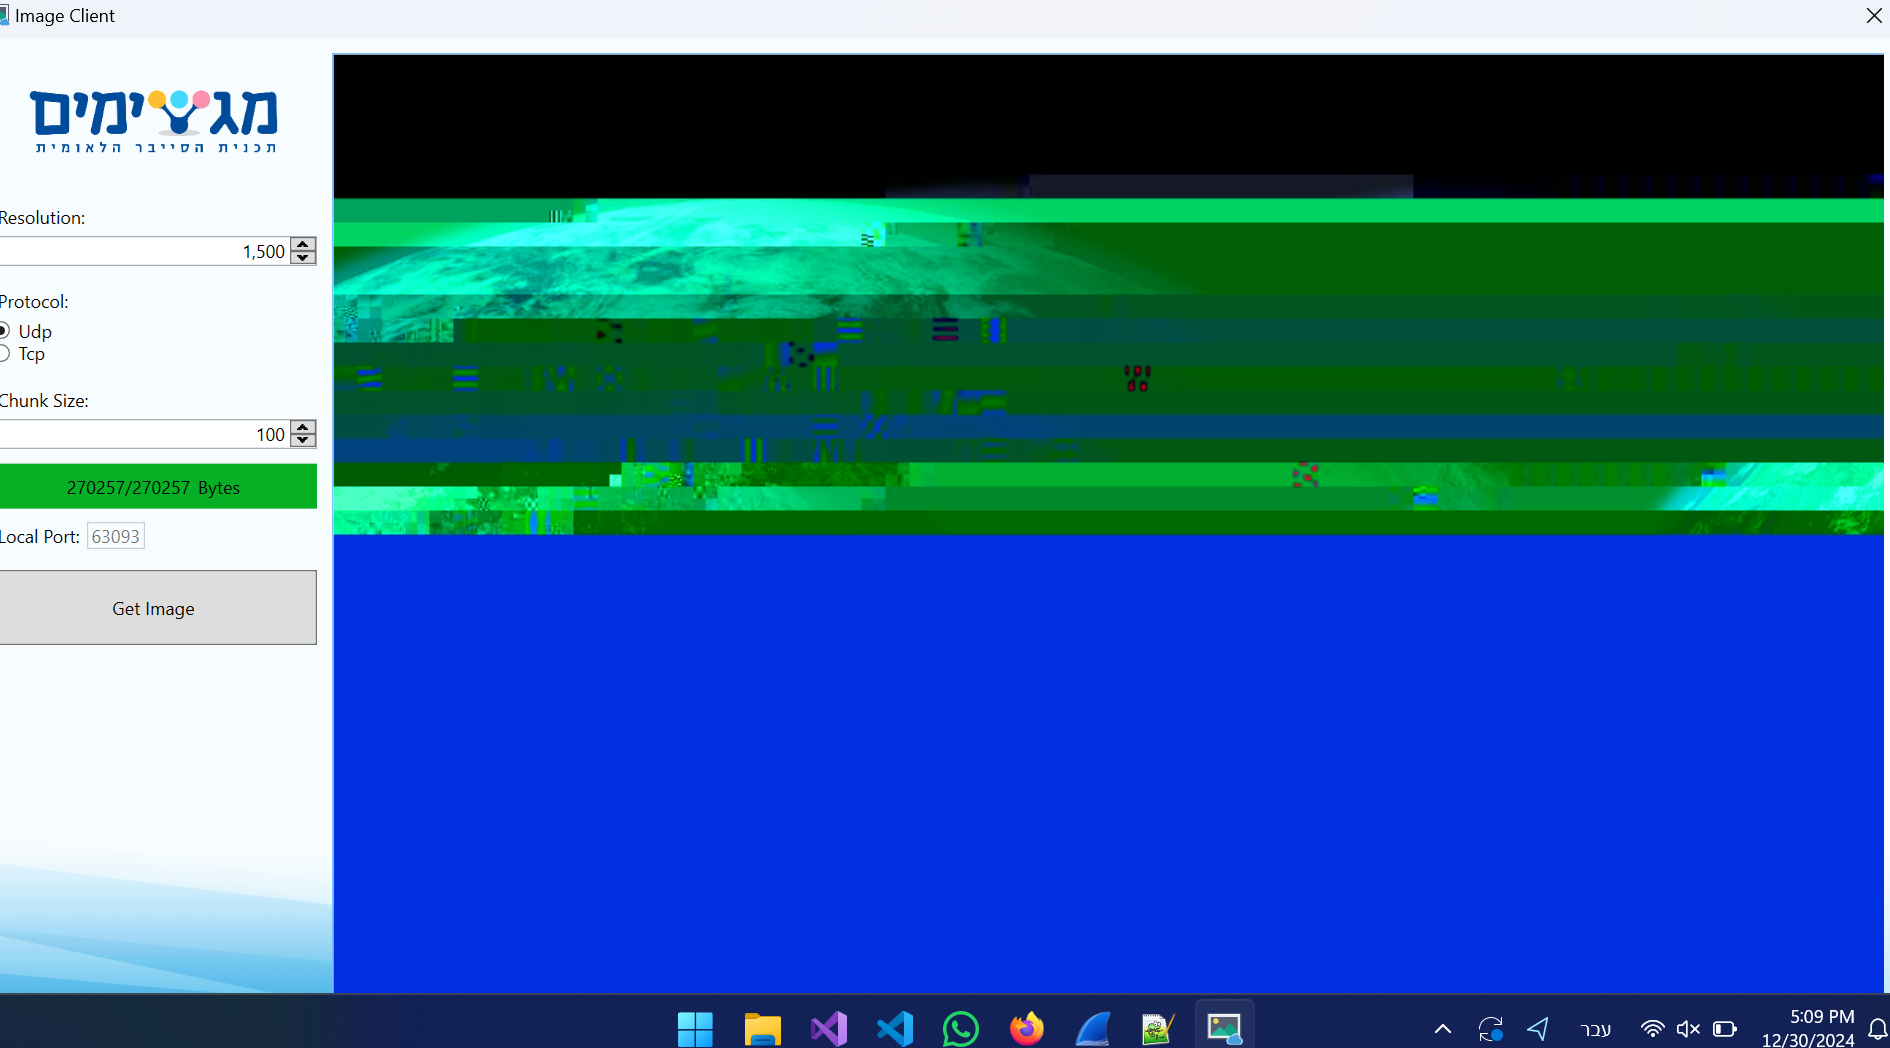 Image Client
מגשימים
תכנית הסייבר הלאומית
Resolution:
1,500
Protocol:
Udp
Tcp
Chunk Size:
100
270257/270257 Bytes
Local Port: 63093
Get Image
עבר
5:09 PM
12/30/2024